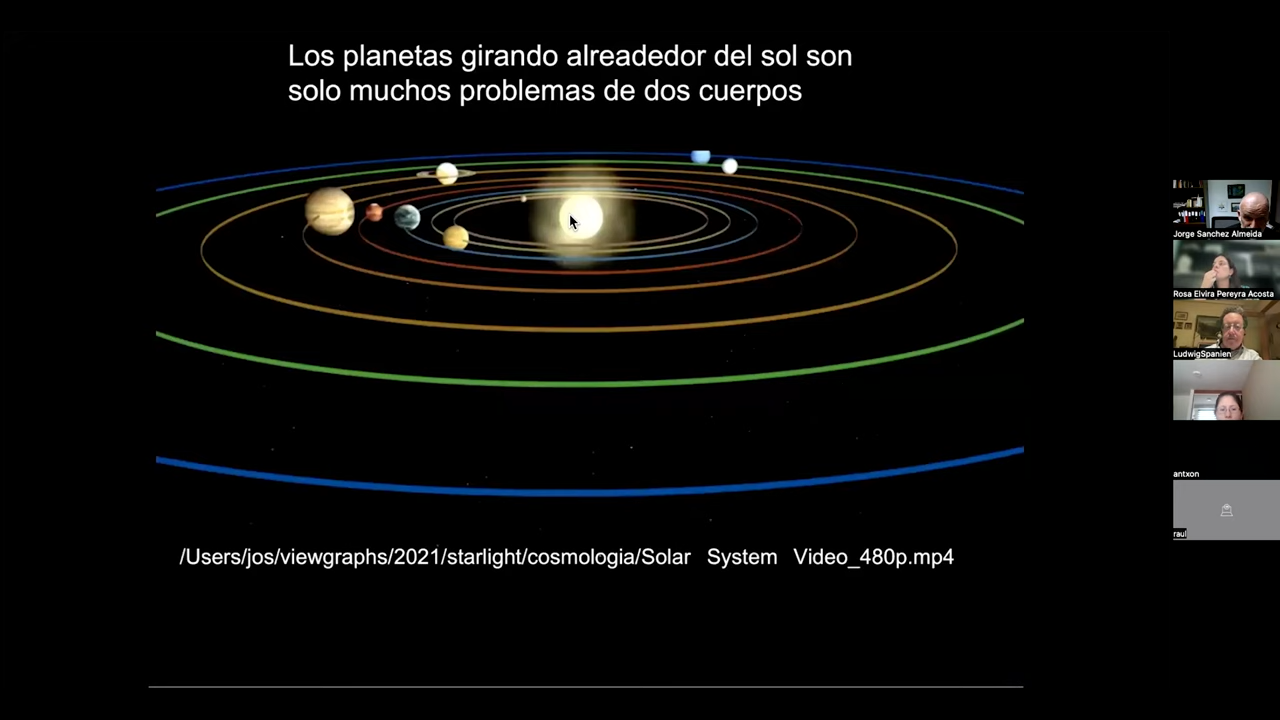 Los planetas girando alreadedor del sol son
solo muchos problemas de dos cuerpos
/Users/jos/viewgraphs/2021/starlight/cosmologia/Solar System Video_480p.mp4
Jorge Sanchez Almeida
Rosa Elvira Pereyra Acosta
LudwigSpanien
antxon
raul